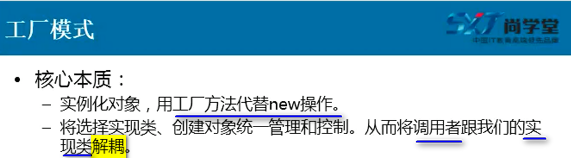 工厂模式
尚学堂
• 核心本质：
– 实例化对象，用工厂方法代替new操作。
– 将选择实现类、创建对象统一管理和控制。从而将调用者跟我们的实
现类解耦。